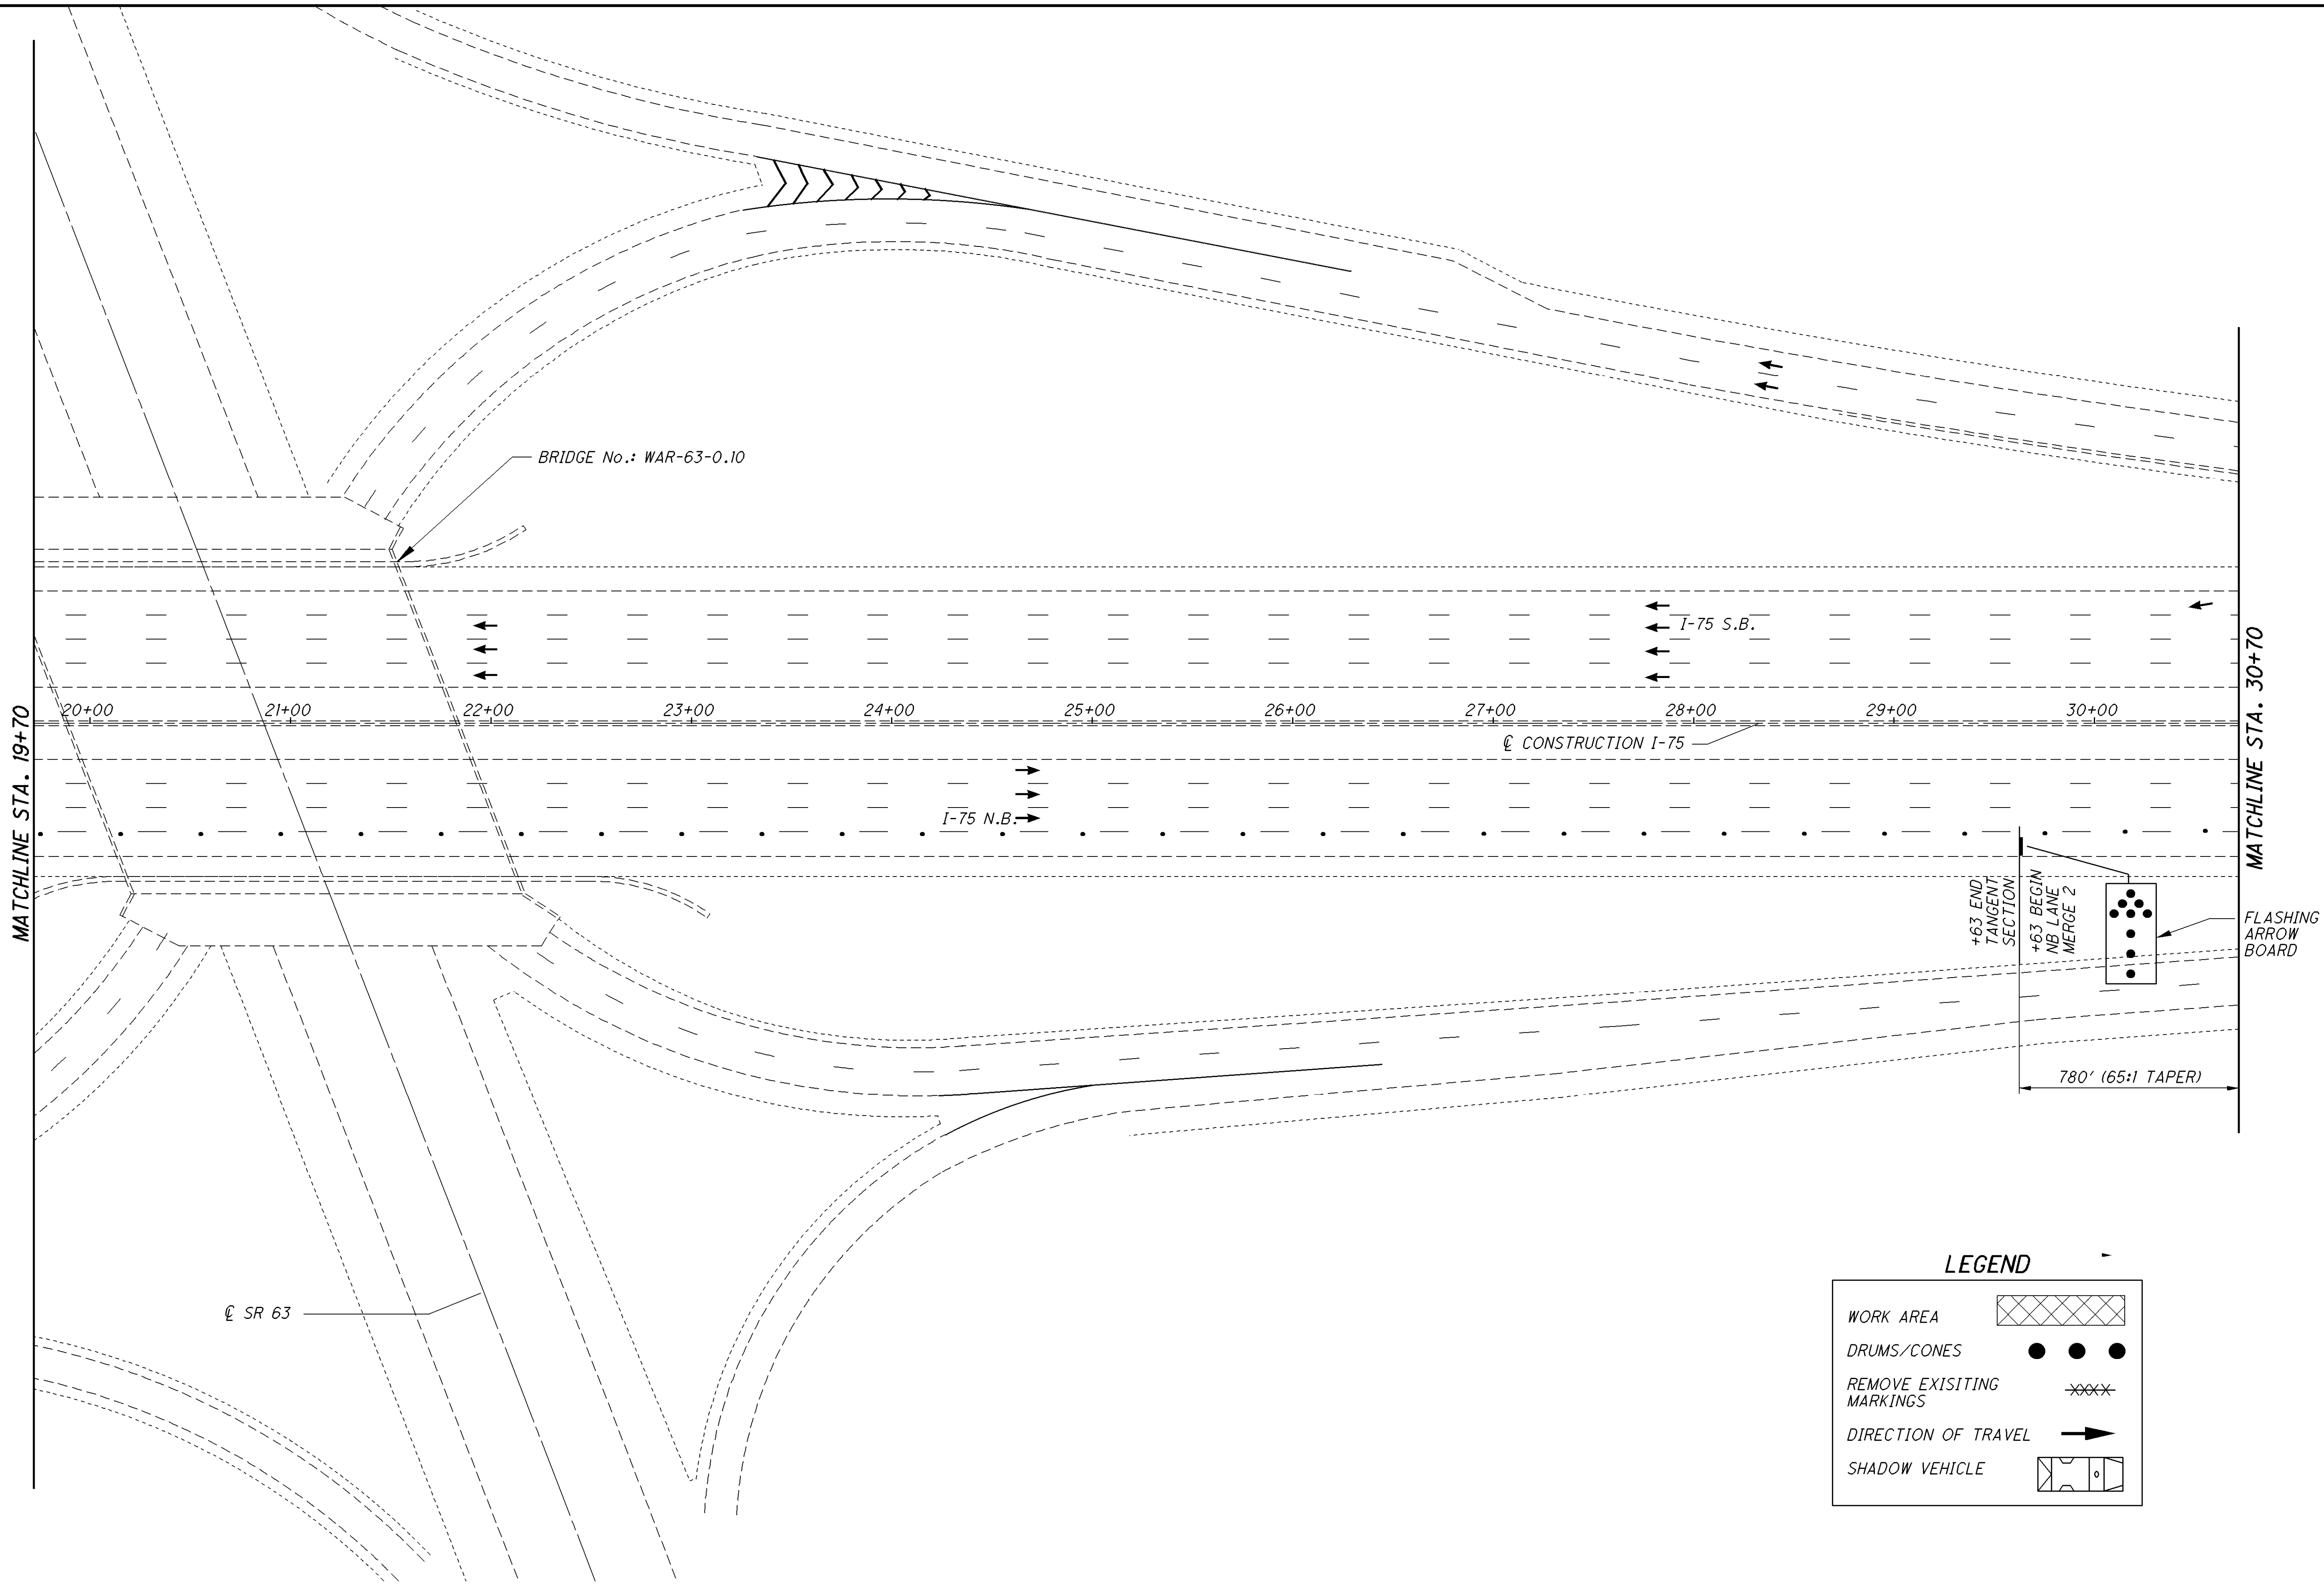 BRIDGE No.: WAR-63-0.10
I-75 S.B.
MATCHLINE STA. 19+70
20+00
21+00
22+00
23+00
24+00
25+00
26+00
27+00
28+00
29+00
30+00
MATCHLINE STA. 30+70
℄ CONSTRUCTION I-75
I-75 N.B.
+63 END
TANGENT
SECTION
+63 BEGIN
NB LANE
MERGE 2
FLASHING
ARROW
BOARD
780' (65:1 TAPER)
℄ SR 63
LEGEND
WORK AREA
DRUMS/CONES
REMOVE EXISITING
MARKINGS
DIRECTION OF TRAVEL
SHADOW VEHICLE